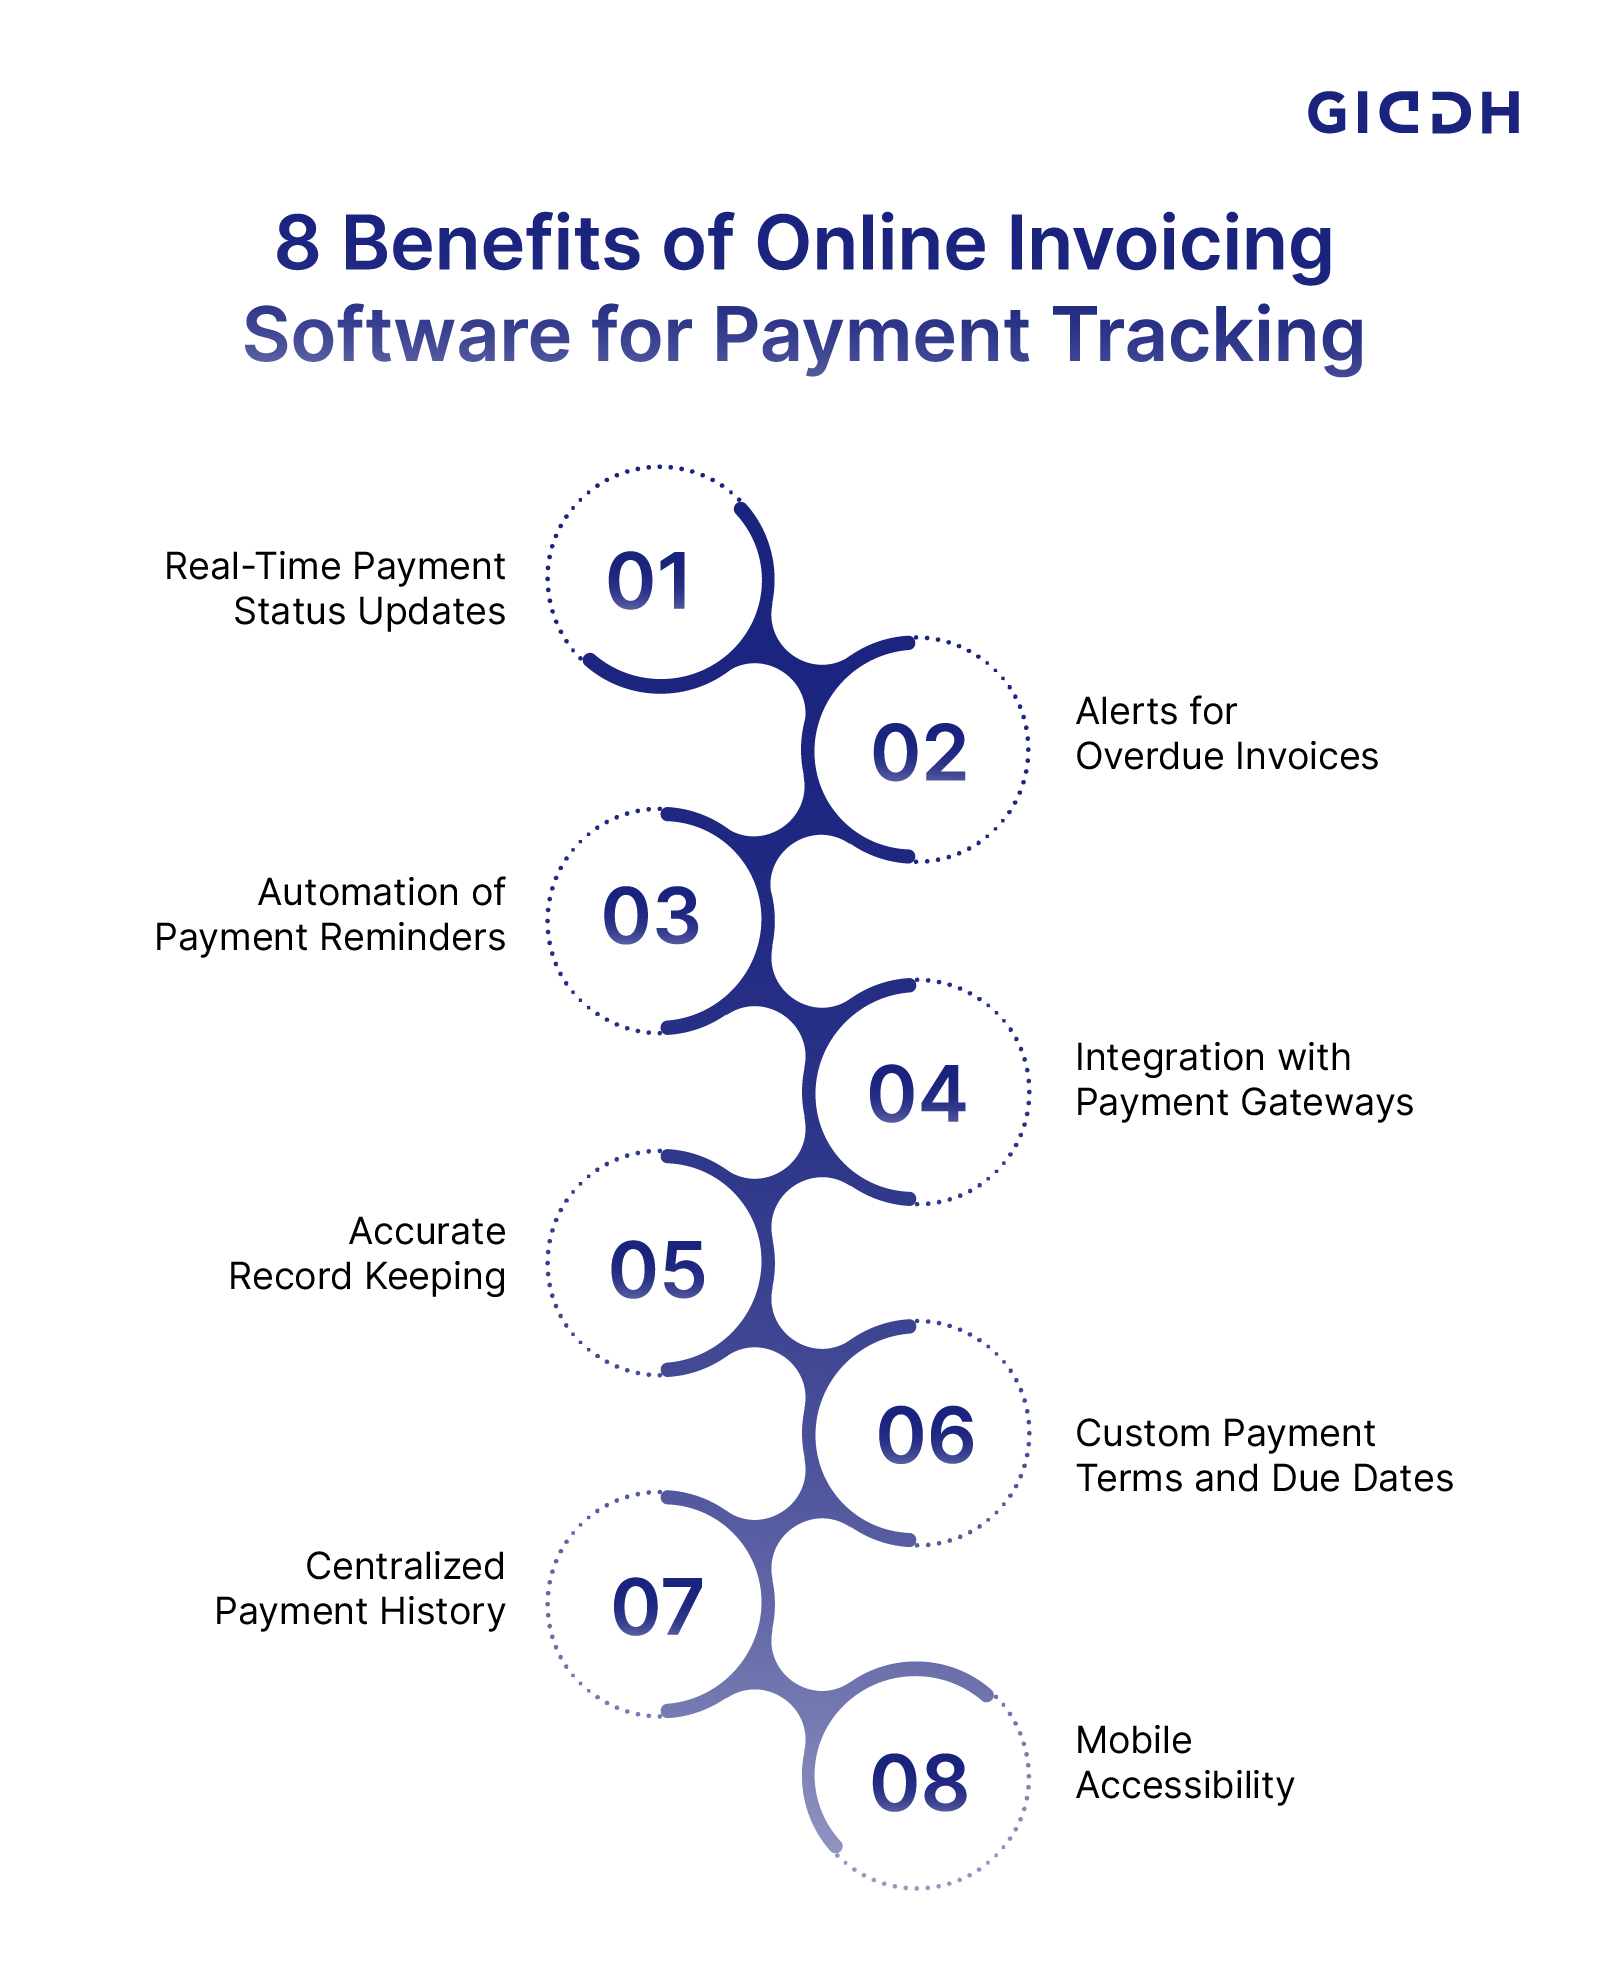 GIDDH
8 Benefits of Online Invoicing
Software for Payment Tracking
01
Real-Time Payment
Status Updates
02
Alerts for
Overdue Invoices
03
Automation of
Payment Reminders
04
Integration with
Payment Gateways
05
Accurate
Record Keeping
06
Custom Payment
Terms and Due Dates
07
Centralized
Payment History
08
Mobile
Accessibility